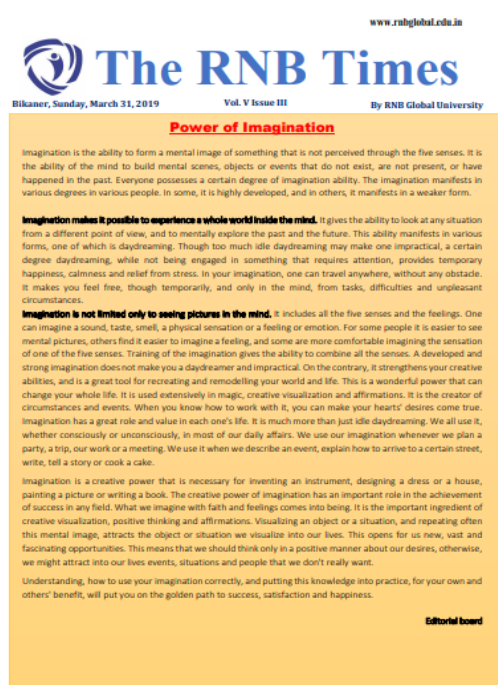 www.rnbglobal.edu.in
The RNB Times
Bikaner, Sunday, March 31, 2019 Vol. V Issue III By RNB Global University
Power of Imagination
Imagination is the ability to form a mental image of something that is not perceived through the five senses. It is
the ability of the mind to build mental scenes, objects or events that do not exist, are not present, or have
happened in the past. Everyone possesses a certain degree of imagination ability. The imagination manifests in
various degrees in various people. In some, it is highly developed, and in others, it manifests in a weaker form.
Imagination makes it possible to experience a whole world inside the mind. It gives the ability to look at any situation
from a different point of view, and to mentally explore the past and the future. This ability manifests in various
forms, one of which is daydreaming. Though too much idle daydreaming may make one impractical, a certain
degree daydreaming, while not being engaged in something that requires attention, provides temporary
happiness, calmness and relief from stress. In your imagination, one can travel anywhere, without any obstacle.
It makes you feel free, though temporarily, and only in the mind, from tasks, difficulties and unpleasant
circumstances.
Imagination is not limited only to seeing pictures in the mind. It includes all the five senses and the feelings. One
can imagine a sound, taste, smell, a physical sensation or a feeling or emotion. For some people it is easier to see
mental pictures, others find it easier to imagine a feeling, and some are more comfortable imagining the sensation
of one of the five senses. Training of the imagination gives the ability to combine all the senses. A developed and
strong imagination does not make you a daydreamer and impractical. On the contrary, it strengthens your creative
abilities, and is a great tool for recreating and remodelling your world and life. This is a wonderful power that can
change your whole life. It is used extensively in magic, creative visualization and affirmations. It is the creator of
circumstances and events. When you know how to work with it, you can make your hearts' desires come true.
Imagination has a great role and value in each one's life. It is much more than just idle daydreaming. We all use it,
whether consciously or unconsciously, in most of our daily affairs. We use our imagination whenever we plan a
party, a trip, our work or a meeting. We use it when we describe an event, explain how to arrive to a certain street,
write, tell a story or cook a cake.
Imagination is a creative power that is necessary for inventing an instrument, designing a dress or a house,
painting a picture or writing a book. The creative power of imagination has an important role in the achievement
of success in any field. What we imagine with faith and feelings comes into being. It is the important ingredient of
creative visualization, positive thinking and affirmations. Visualizing an object or a situation, and repeating often
this mental image, attracts the object or situation we visualize into our lives. This opens for us new, vast and
fascinating opportunities. This means that we should think only in a positive manner about our desires, otherwise,
we might attract into our lives events, situations and people that we don't really want.
Understanding, how to use your imagination correctly, and putting this knowledge into practice, for your own and
others' benefit, will put you on the golden path to success, satisfaction and happiness.
Editorial board